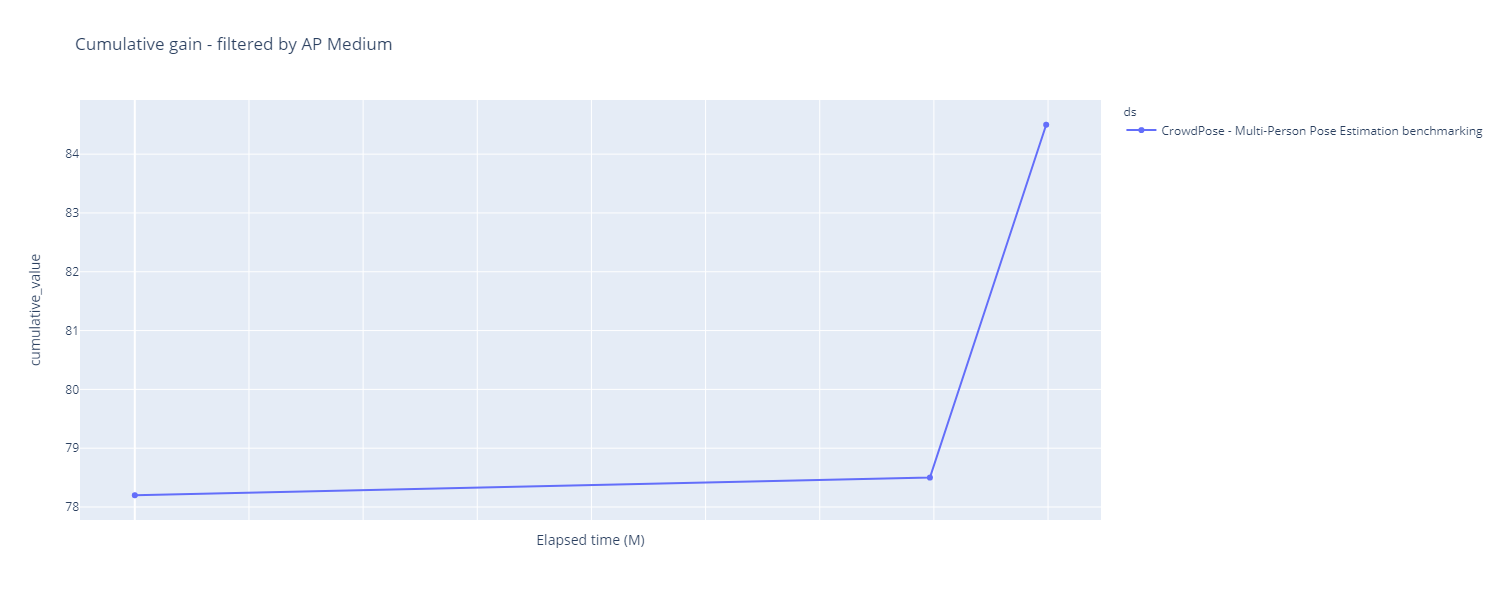 Cumulative gain - filtered by AP Medium
ds
CrowdPose - Multi-Person Pose Estimation benchmarking
84
83
82
81
80
79
78
cumulative_value
Elapsed time (M)